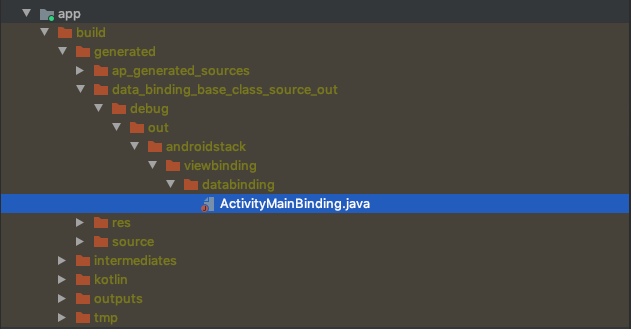 app
build
generated
ap_generated_sources
data_binding_base_class_source_out
debug
out
androidstack
viewbinding
databinding
ActivityMainBinding.java
res
source
intermediates
kotlin
outputs
tmp